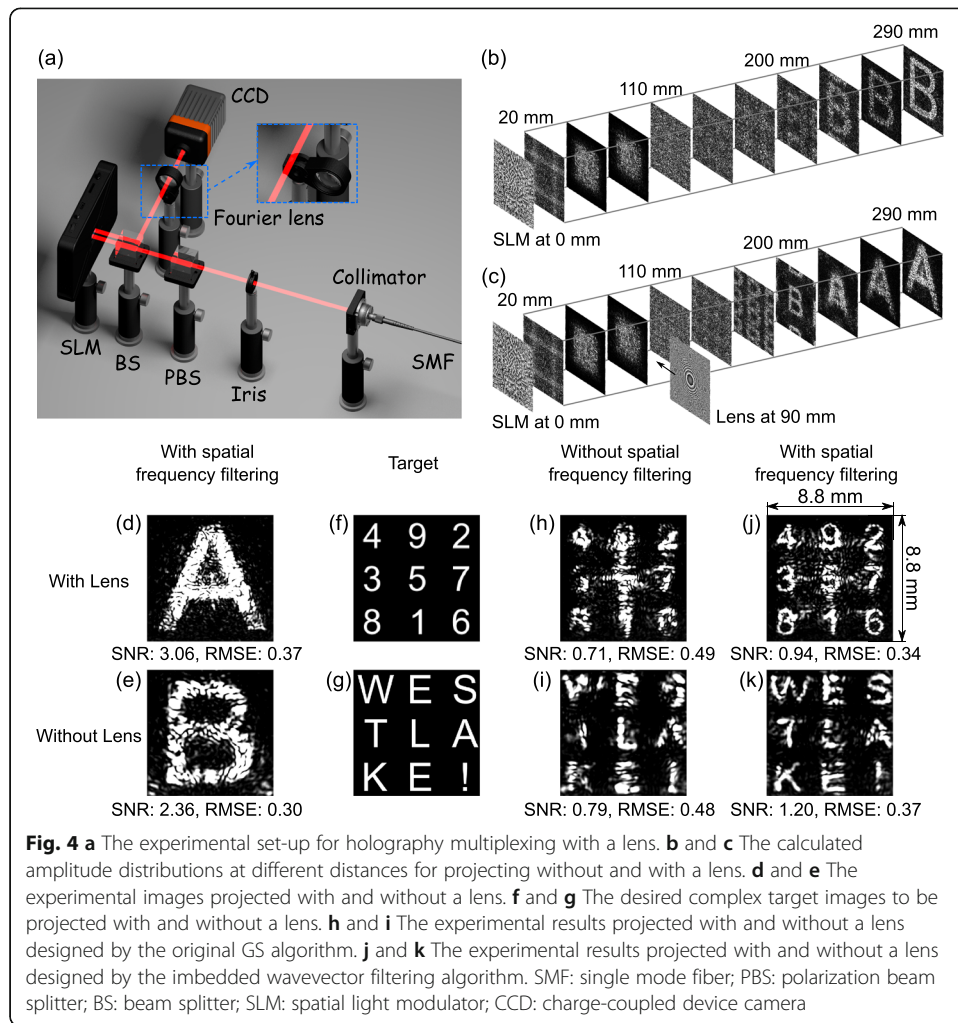 (a)
CCD
Fourier lens
Collimator
SLM
BS
PBS
Iris
SMF
(b)
20 mm
110 mm
200 mm
290 mm
SLM at 0 mm
B
(c)
20 mm
110 mm
200 mm
290 mm
B
A
A
A
SLM at 0 mm
Lens at 90 mm
With spatial
frequency filtering
Target
Without spatial
frequency filtering
With spatial
frequency filtering
8.8 mm
8.8 mm
With Lens
(d)
A
SNR: 3.06, RMSE: 0.37
(f)
4 9 2
3 5 7
8 1 6
(h)
SNR: 0.71, RMSE: 0.49
(j)
4 9 2
3 5 7
8 1 6
SNR: 0.94, RMSE: 0.34
Without Lens
(e)
B
SNR: 2.36, RMSE: 0.30
(g)
W E S
T L A
K E !
(i)
SNR: 0.79, RMSE: 0.48
(k)
W E S
T L A
K E !
SNR: 1.20, RMSE: 0.37
Fig. 4 a The experimental set-up for holography multiplexing with a lens. b and c The calculated
amplitude distributions at different distances for projecting without and with a lens. d and e The
experimental images projected with and without a lens. f and g The desired complex target images to be
projected with and without a lens. h and i The experimental results projected with and without a lens
designed by the original GS algorithm. j and k The experimental results projected with and without a lens
designed by the imbedded wavevector filtering algorithm. SMF: single mode fiber; PBS: polarization beam
splitter; BS: beam splitter; SLM: spatial light modulator; CCD: charge-coupled device camera